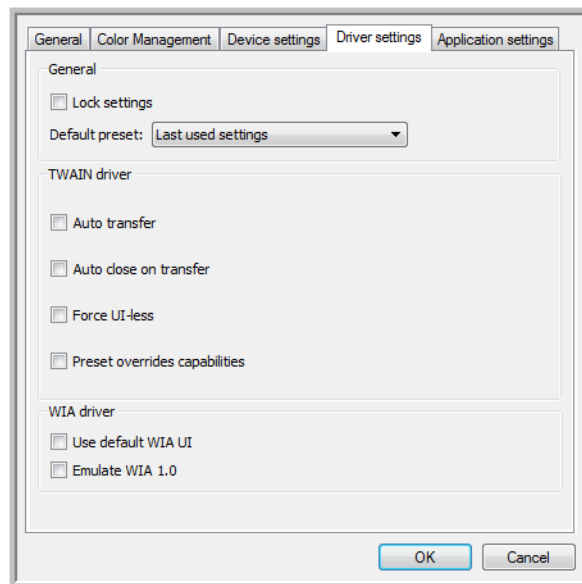 General Color Management Device settings Driver settings Application settings
General
Lock settings
Default preset: Last used settings
TWAIN driver
Auto transfer
Auto close on transfer
Force UI-less
Preset overrides capabilities
WIA driver
Use default WIA UI
Emulate WIA 1.0
OK Cancel